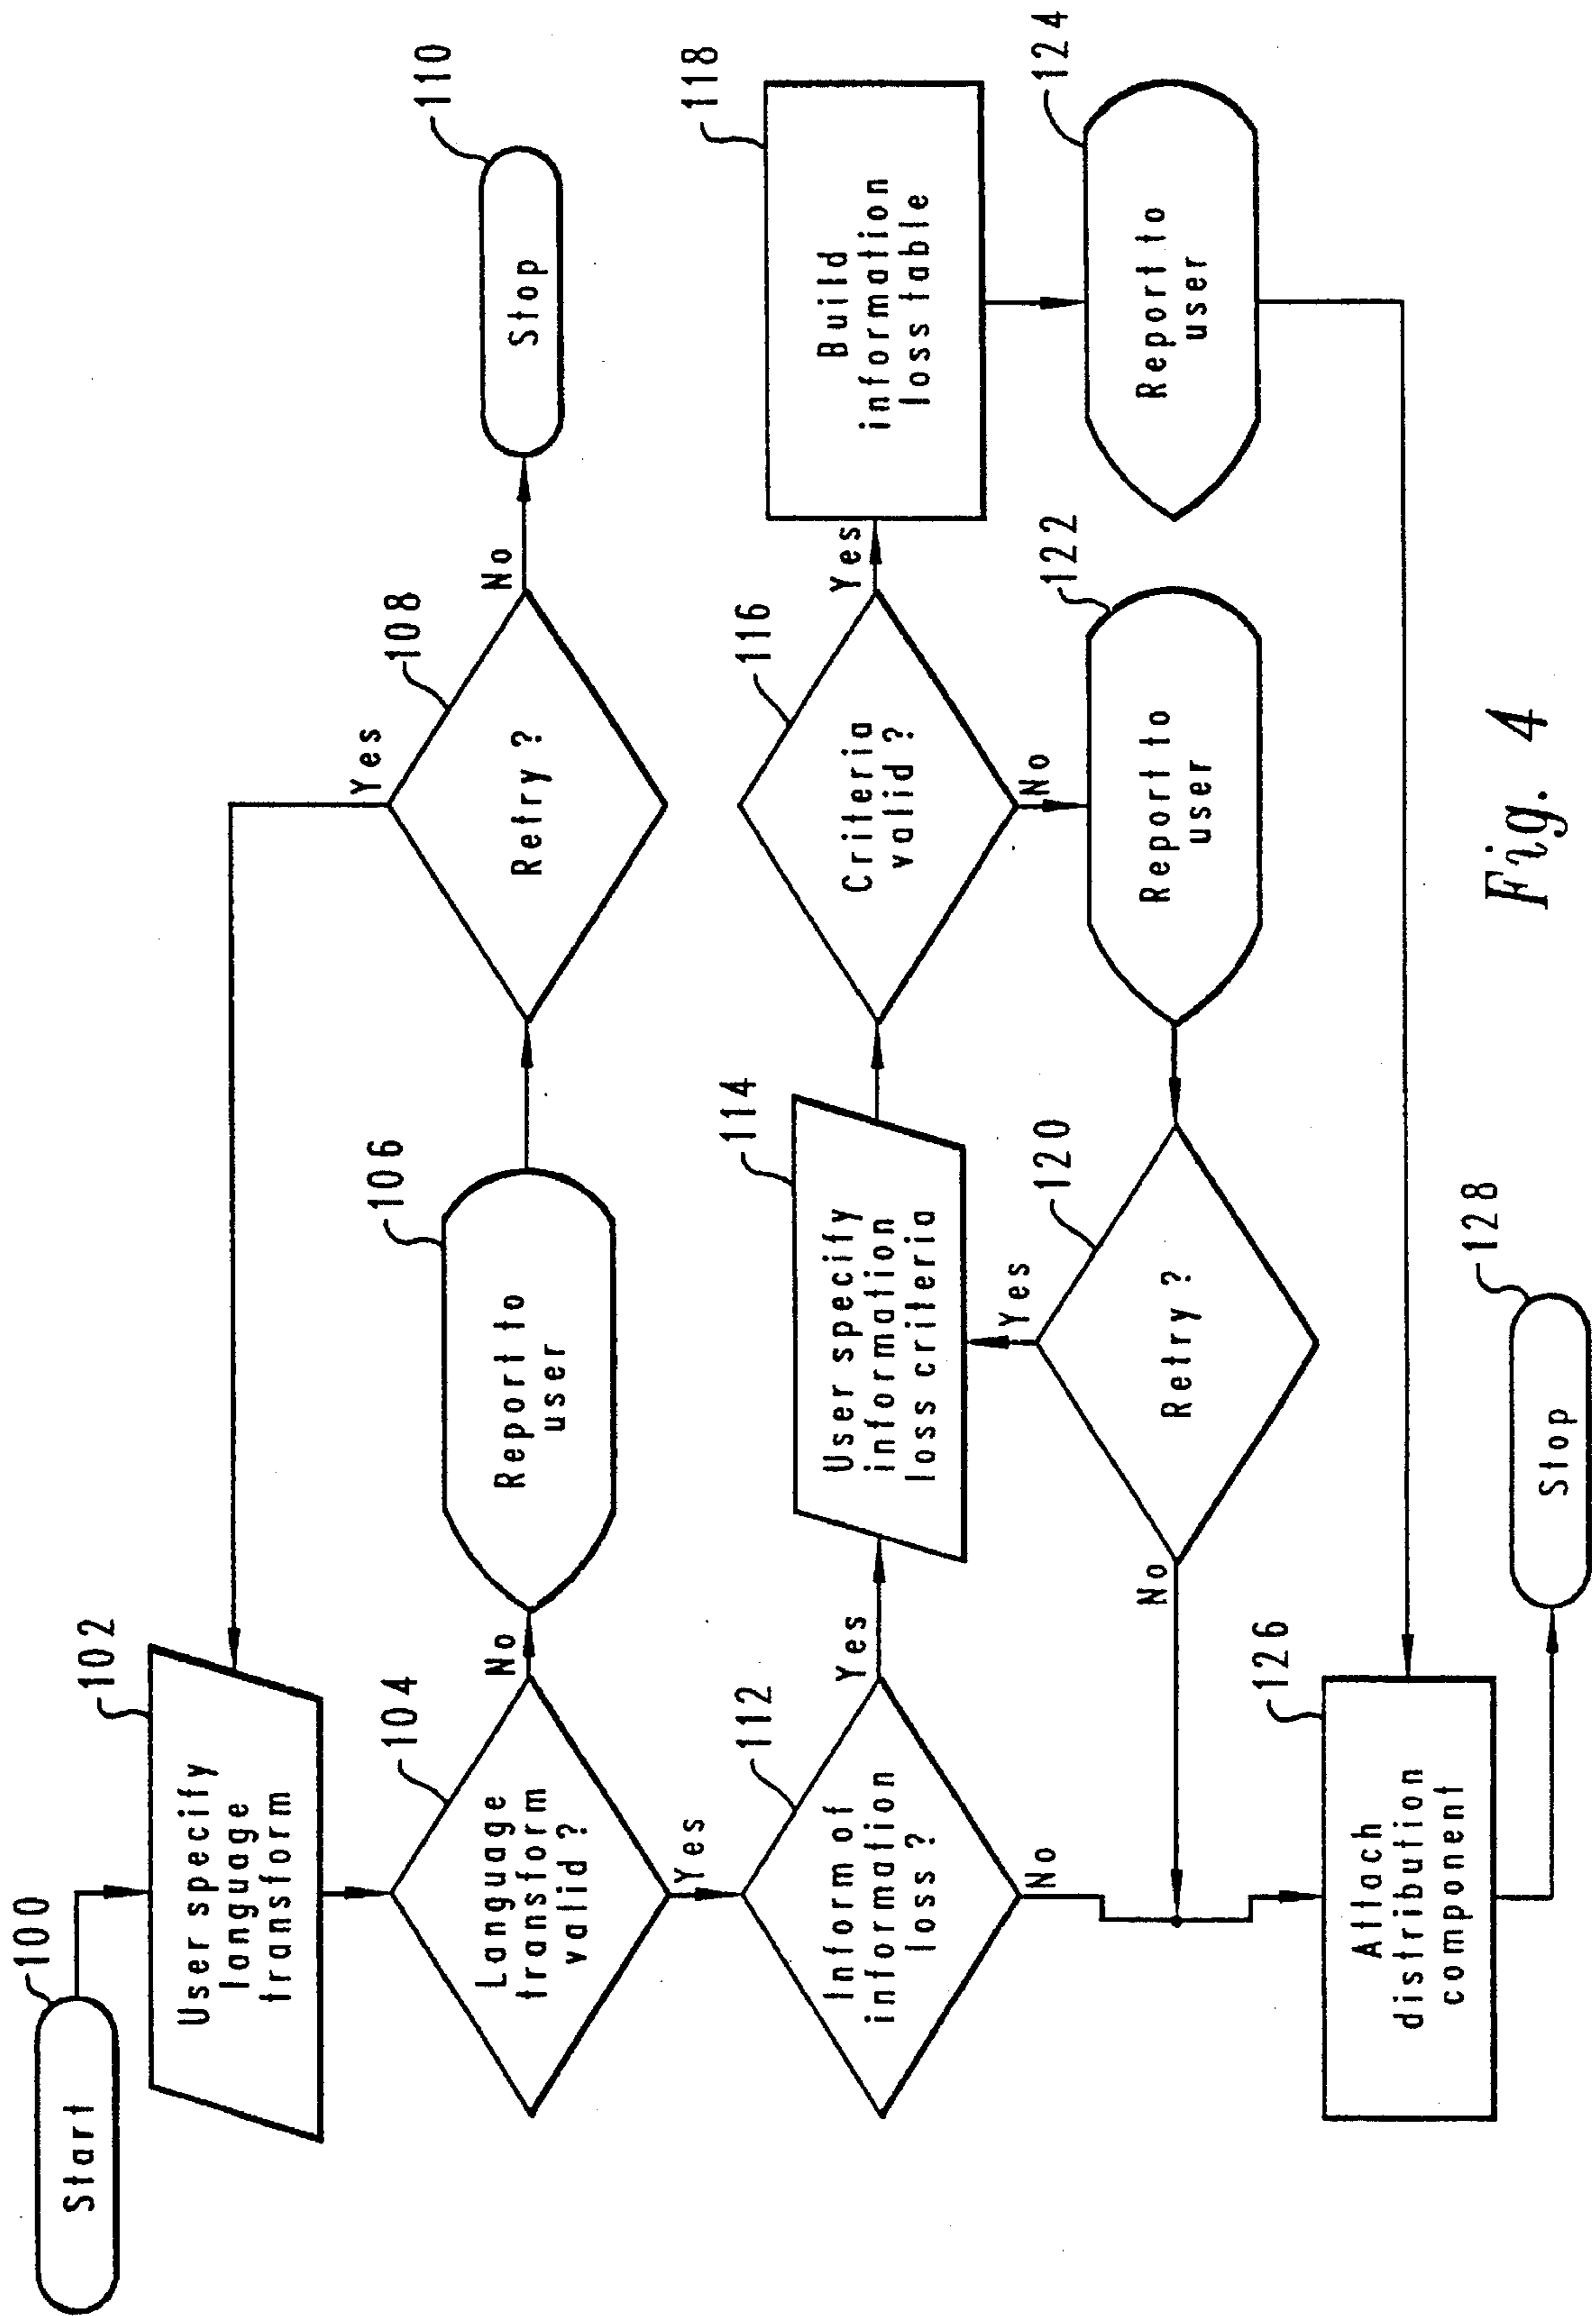 Start
100
User specify
language
transform
102
Language
transform
valid ?
104
No
Yes
Report to
user
106
Retry ?
108
Yes
No
Stop
110
Inform of
information
loss ?
112
Yes
No
User specify
information
loss criteria
114
Criteria
valid ?
116
Yes
No
Build
information
loss table
118
Retry ?
120
Yes
No
Report to
user
122
Report to
user
124
Attach
distribution
component
126
Stop
128
Fig. 4